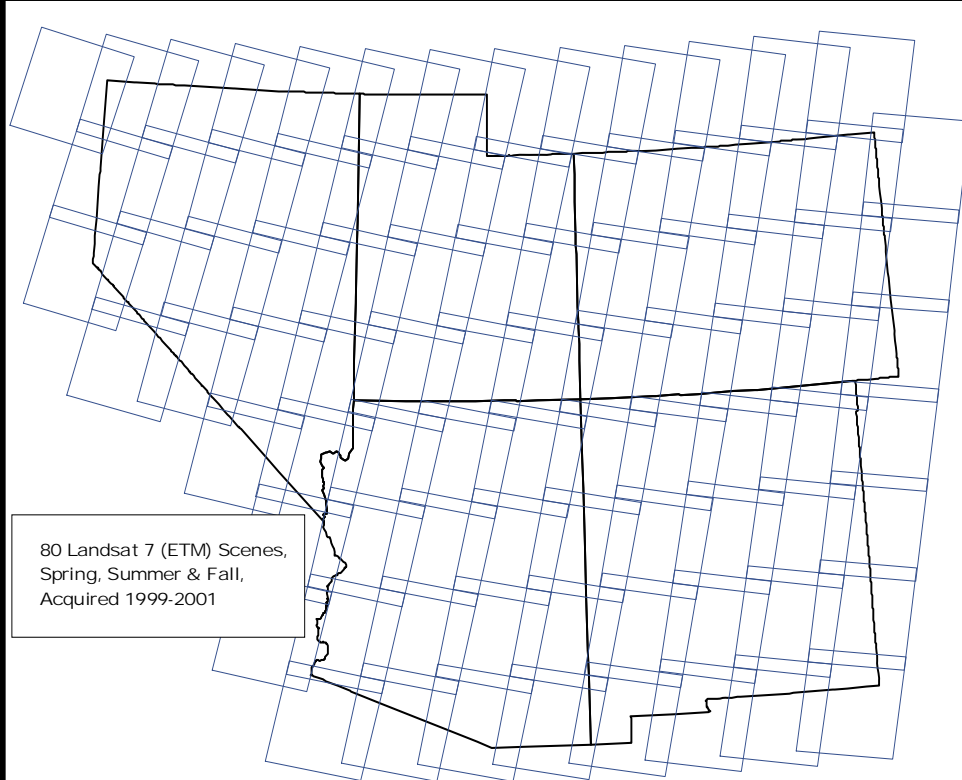 80 Landsat 7 (ETM) Scenes,
Spring, Summer & Fall,
Acquired 1999-2001